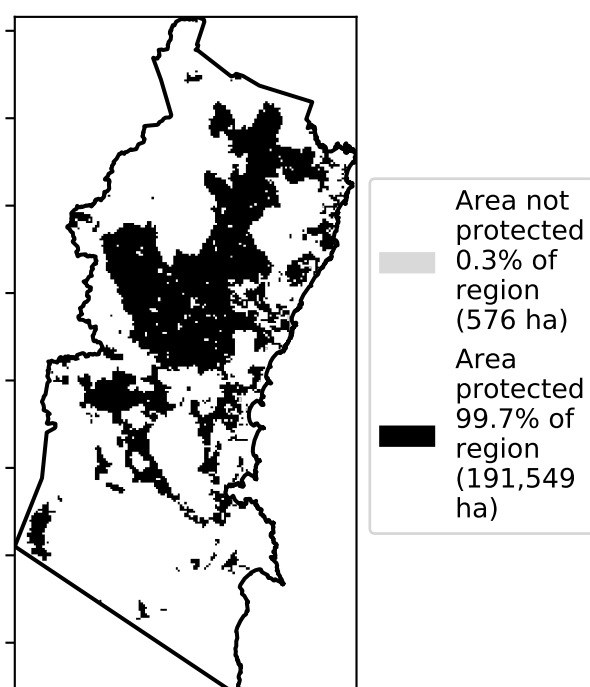 Area not
protected
0.3% of
region
(576 ha)
Area
protected
99.7% of
region
(191,549
ha)